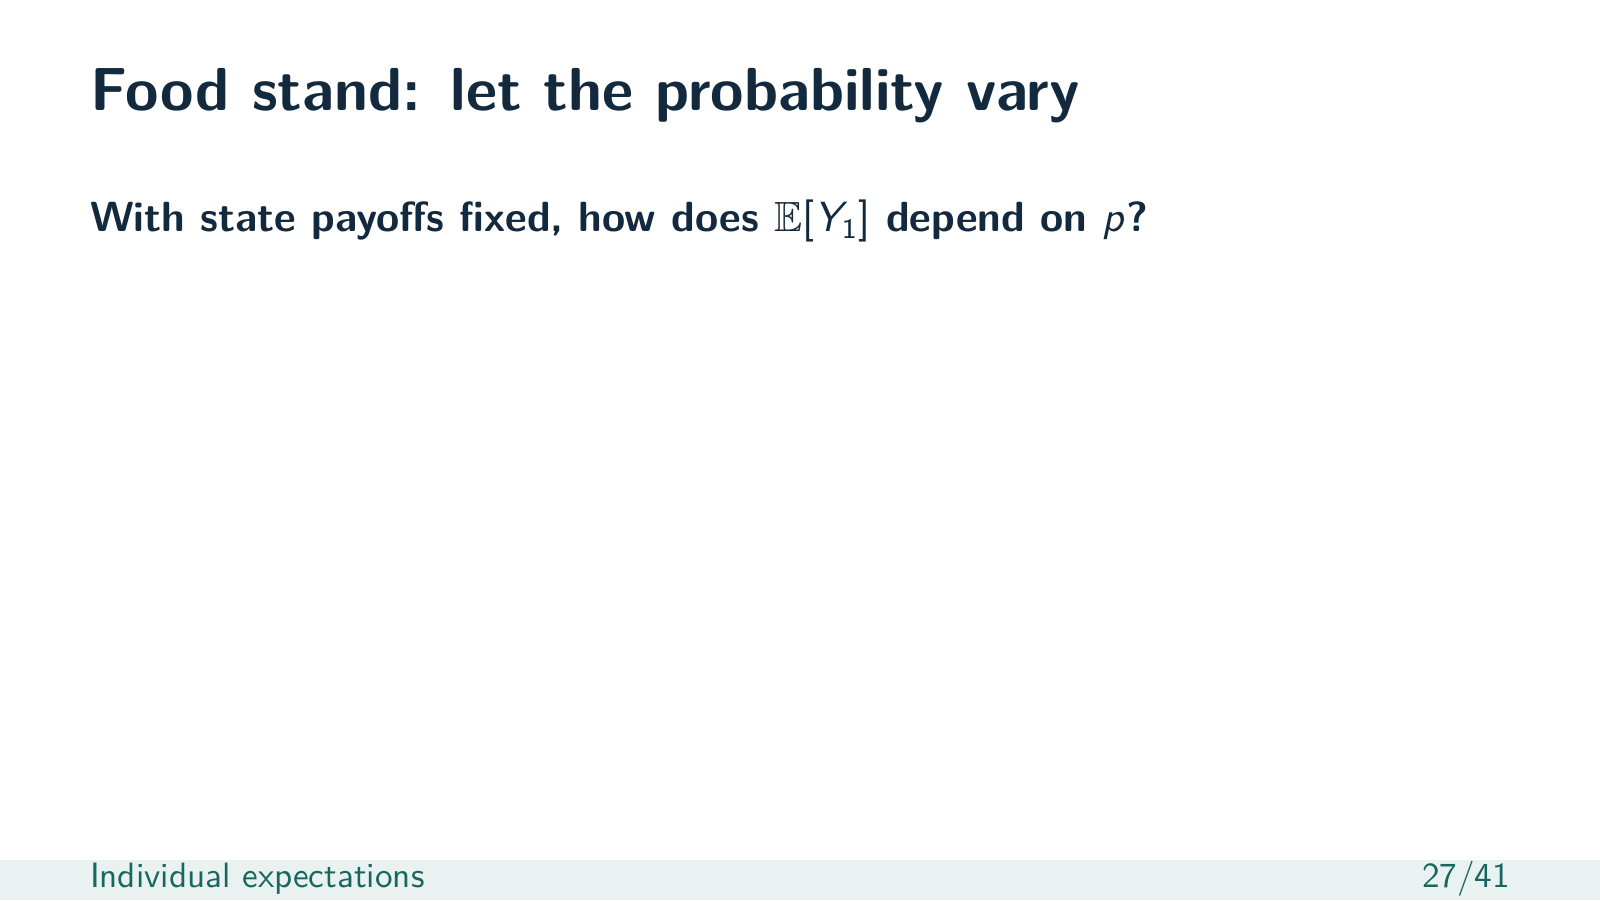 Food stand: let the probability vary
With state payoffs fixed, how does 𝔼[Y₁] depend on p?
Individual expectations
27/41